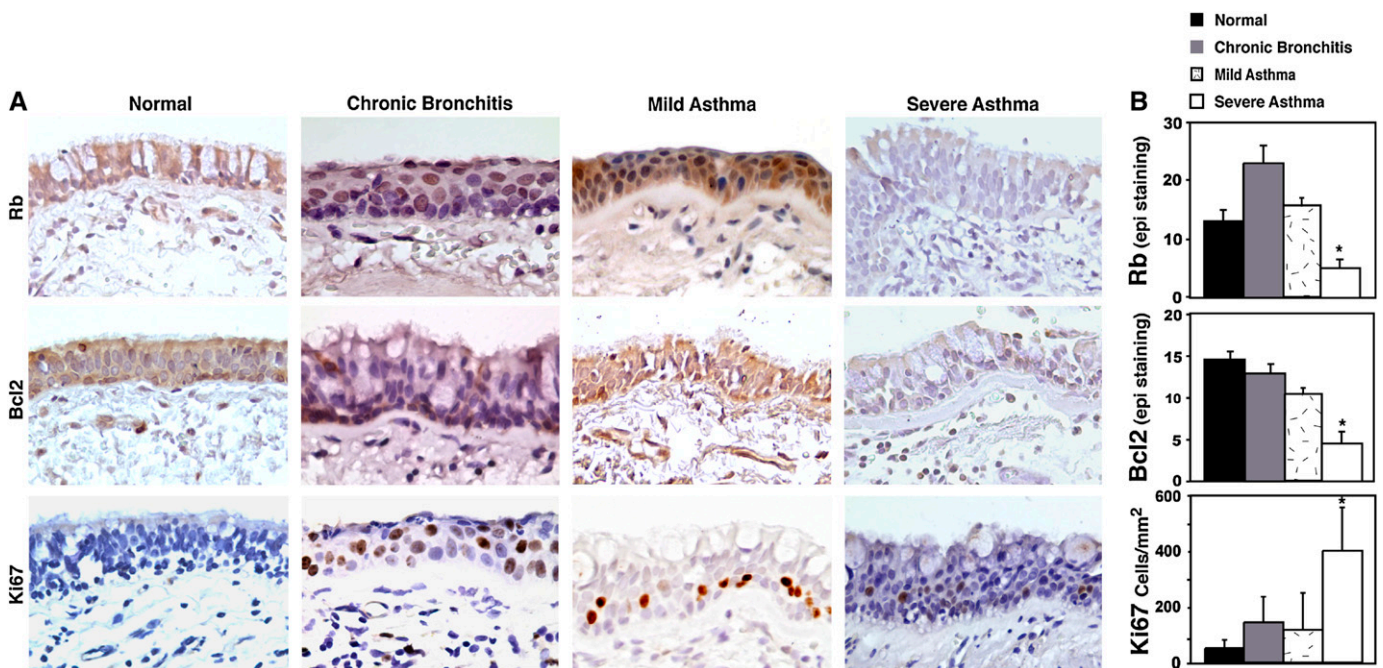 Normal
Chronic Bronchitis
Mild Asthma
Severe Asthma
A
Normal
Chronic Bronchitis
Mild Asthma
Severe Asthma
Rb
Bcl2
Ki67
B
Rb (epi staining)
30
20
10
0
*
Bcl2 (epi staining)
20
15
10
5
0
*
Ki67 Cells/mm²
600
400
200
0
*